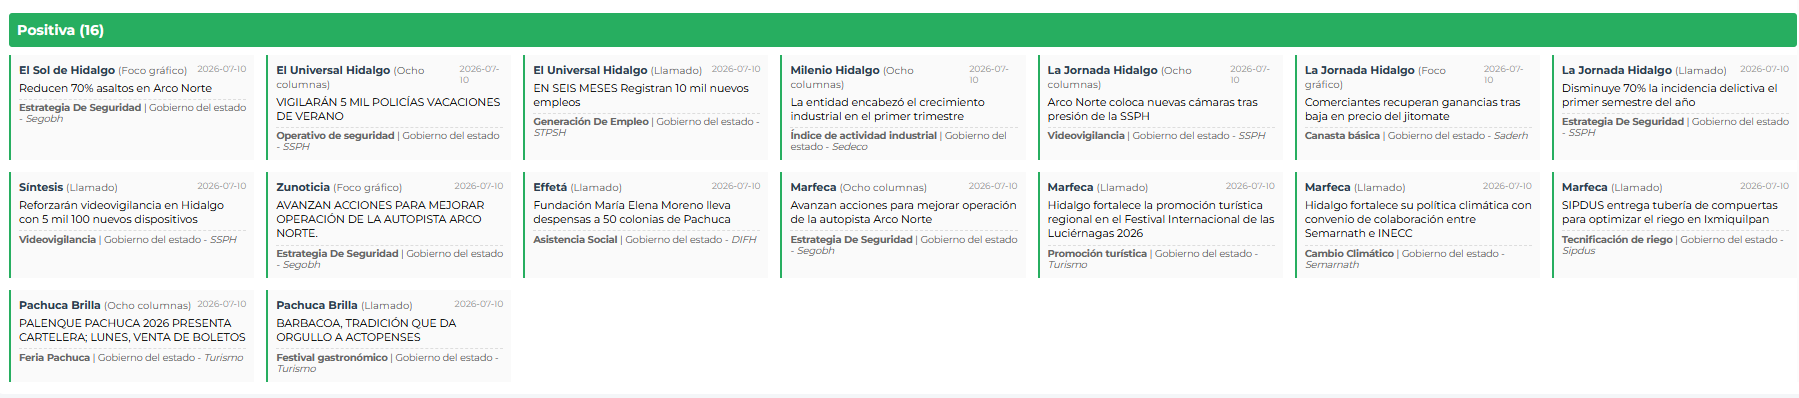 Positiva (16)
El Sol de Hidalgo (Foco gráfico) 2026-07-10
Reducen 70% asaltos en Arco Norte
Estrategia De Seguridad | Gobierno del estado
- Segobh
El Universal Hidalgo (Ocho 2026-07-
columnas) 10
VIGILARÁN 5 MIL POLICÍAS VACACIONES
DE VERANO
Operativo de seguridad | Gobierno del estado
- SSPH
El Universal Hidalgo (Llamado) 2026-07-10
EN SEIS MESES Registran 10 mil nuevos
empleos
Generación De Empleo | Gobierno del estado -
STPSH
Milenio Hidalgo (Ocho 2026-07-
columnas) 10
La entidad encabezó el crecimiento
industrial en el primer trimestre
Índice de actividad industrial | Gobierno del
estado - Sedeco
La Jornada Hidalgo (Ocho 2026-07-
columnas) 10
Arco Norte coloca nuevas cámaras tras
presión de la SSPH
Videovigilancia | Gobierno del estado - SSPH
La Jornada Hidalgo (Foco 2026-07-
gráfico) 10
Comerciantes recuperan ganancias tras
baja en precio del jitomate
Canasta básica | Gobierno del estado - Saderh
La Jornada Hidalgo (Llamado) 2026-07-10
Disminuye 70% la incidencia delictiva el
primer semestre del año
Estrategia De Seguridad | Gobierno del estado
- SSPH
Síntesis (Llamado) 2026-07-10
Reforzarán videovigilancia en Hidalgo
con 5 mil 100 nuevos dispositivos
Videovigilancia | Gobierno del estado - SSPH
Zunoticia (Foco gráfico) 2026-07-10
AVANZAN ACCIONES PARA MEJORAR
OPERACIÓN DE LA AUTOPISTA ARCO
NORTE.
Estrategia De Seguridad | Gobierno del estado
- Segobh
Effetá (Llamado) 2026-07-10
Fundación María Elena Moreno lleva
despensas a 50 colonias de Pachuca
Asistencia Social | Gobierno del estado - DIFH
Marfeca (Ocho columnas) 2026-07-10
Avanzan acciones para mejorar operación
de la autopista Arco Norte
Estrategia De Seguridad | Gobierno del estado
- Segobh
Marfeca (Llamado) 2026-07-10
Hidalgo fortalece la promoción turística
regional en el Festival Internacional de las
Luciérnagas 2026
Promoción turística | Gobierno del estado -
Turismo
Marfeca (Llamado) 2026-07-10
Hidalgo fortalece su política climática con
convenio de colaboración entre
Semarnath e INECC
Cambio Climático | Gobierno del estado -
Semarnath
Marfeca (Llamado) 2026-07-10
SIPDUS entrega tubería de compuertas
para optimizar el riego en Ixmiquilpan
Tecnificación de riego | Gobierno del estado -
Sipdus
Pachuca Brilla (Ocho columnas) 2026-07-10
PALENQUE PACHUCA 2026 PRESENTA
CARTELERA; LUNES, VENTA DE BOLETOS
Feria Pachuca | Gobierno del estado - Turismo
Pachuca Brilla (Llamado) 2026-07-10
BARBACOA, TRADICIÓN QUE DA
ORGULLO A ACTOPENSES
Festival gastronómico | Gobierno del estado -
Turismo